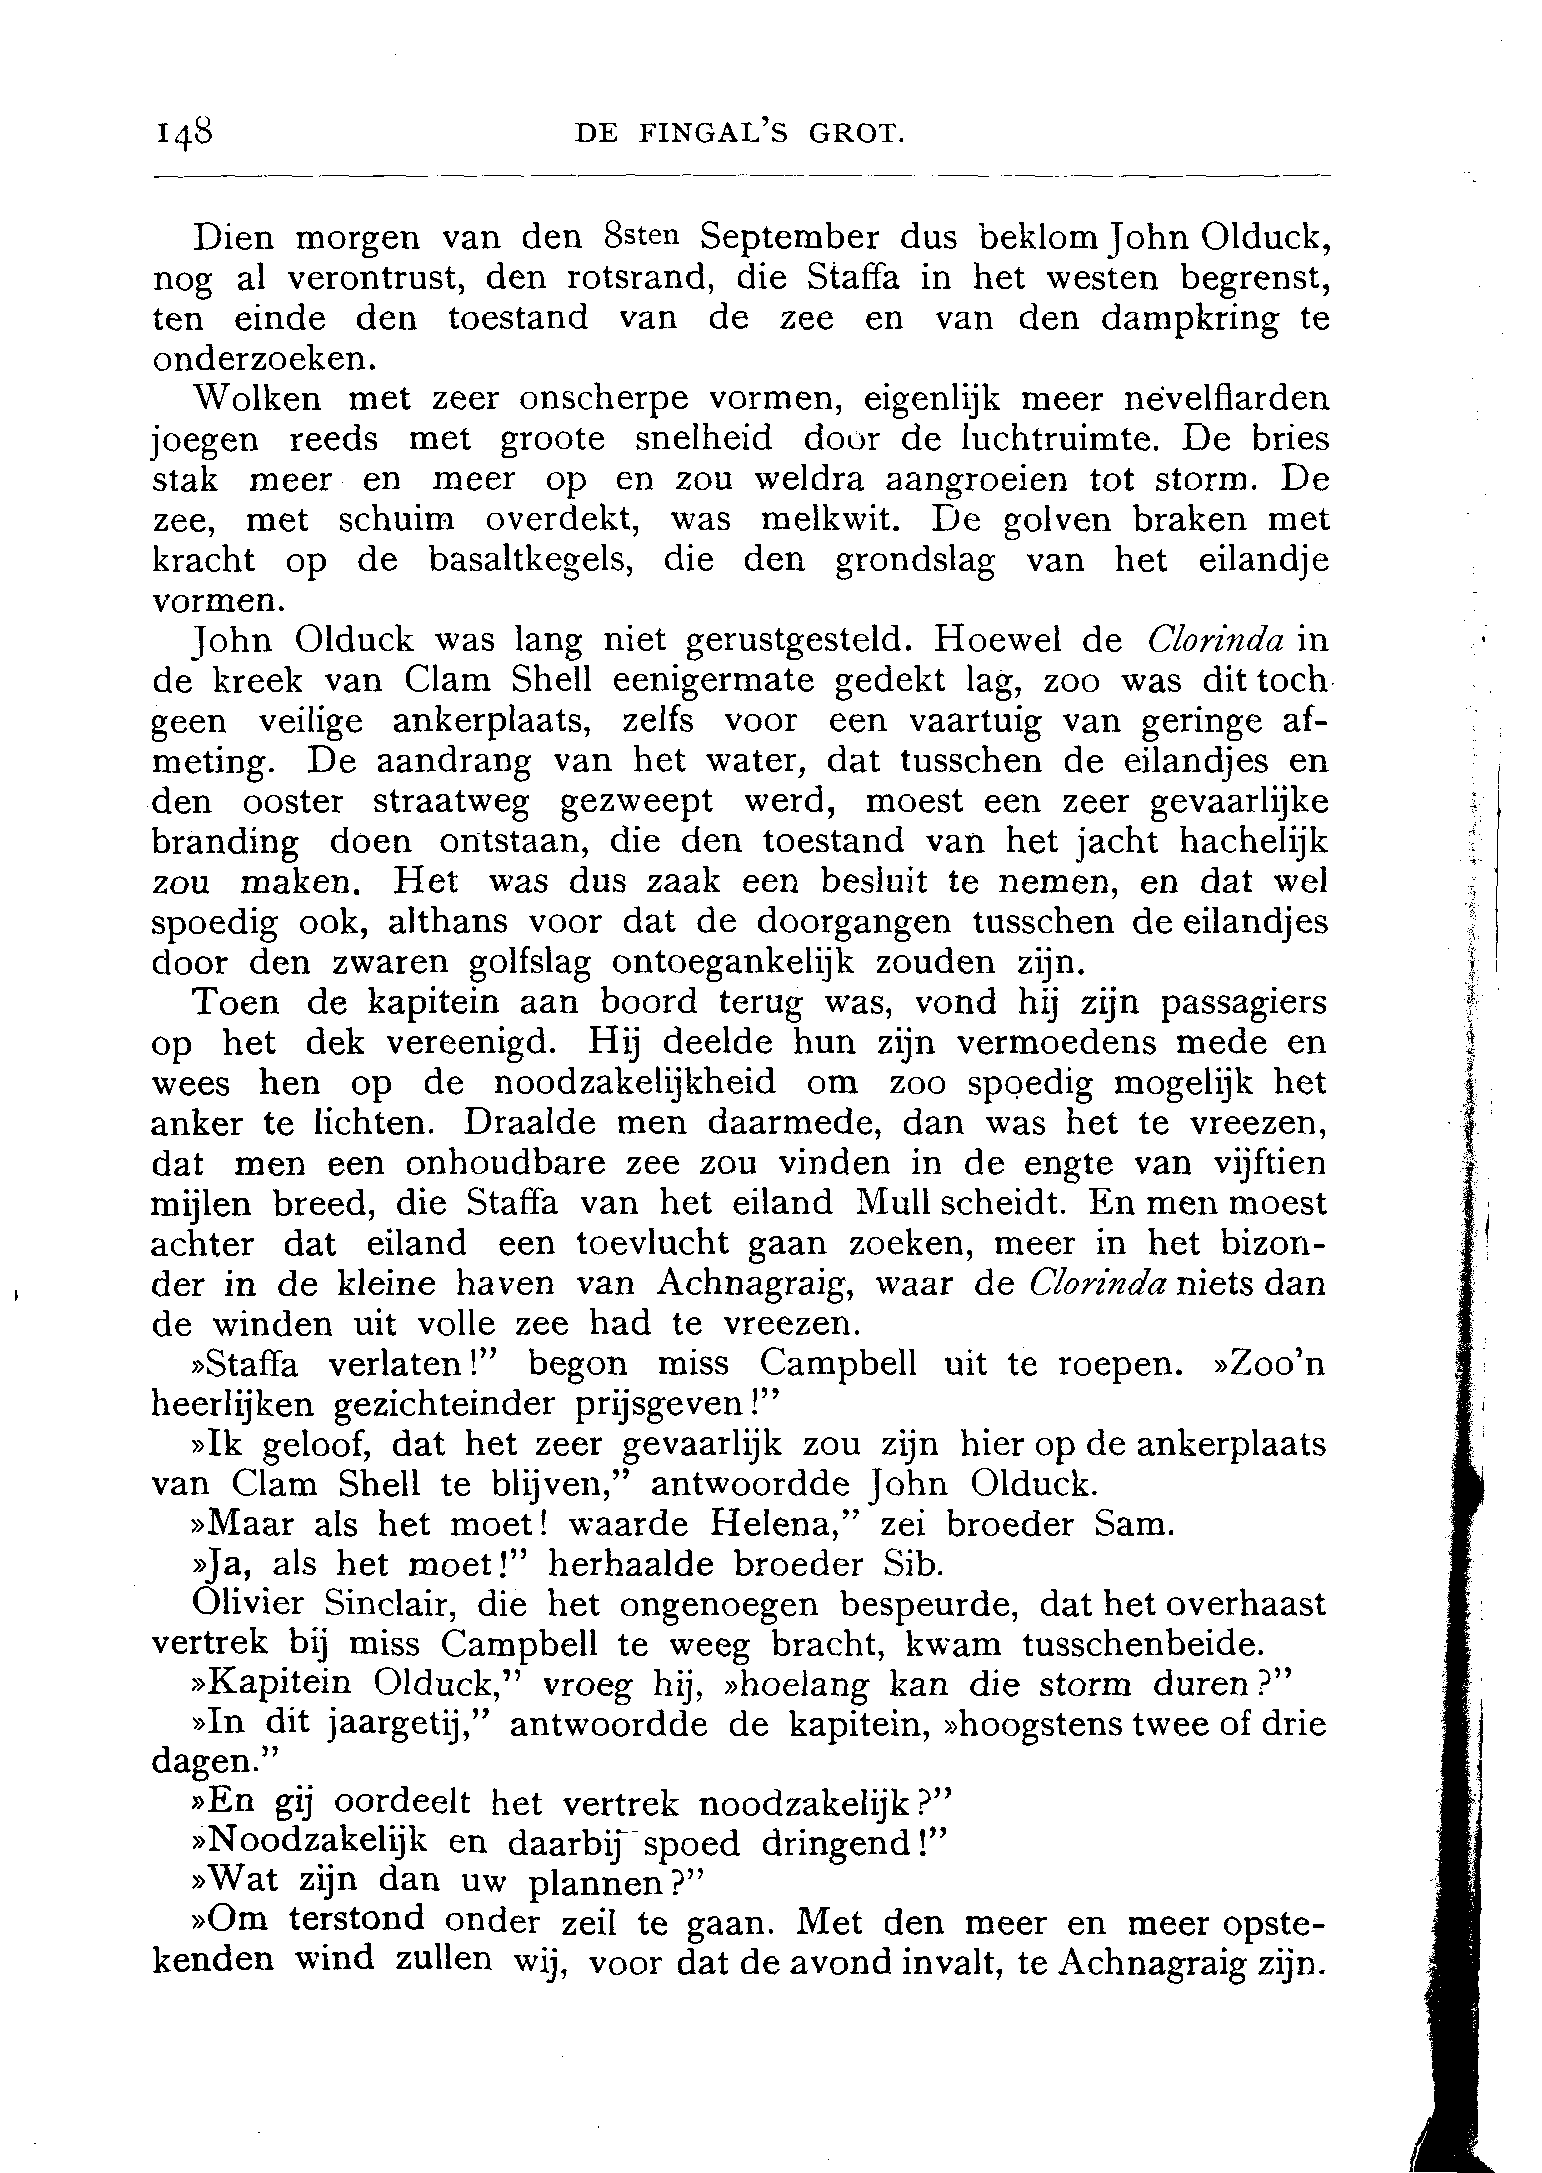 148
DE FINGAL'S GROT.
Dien morgen van den 8sten September dus beklom John Olduck,
nog al verontrust, den rotsrand, die Staffa in het westen begrenst,
ten einde den toestand van de zee en van den dampkring te
onderzoeken.
Wolken met zeer onscherpe vormen, eigenlijk meer nevelflarden
joegen reeds met groote snelheid door de luchtruimte. De bries
stak meer en meer op en zou weldra aangroeien tot storm. De
zee, met schuim overdekt, was melkwit. De golven braken met
kracht op de basaltkegels, die den grondslag van het eilandje
vormen.
John Olduck was lang niet gerustgesteld. Hoewel de Clorinda in
de kreek van Clam Shell eenigermate gedekt lag, zoo was dit toch
geen veilige ankerplaats, zelfs voor een vaartuig van geringe af-
meting. De aandrang van het water, dat tusschen de eilandjes en
den ooster straatweg gezweept werd, moest een zeer gevaarlijke
branding doen ontstaan, die den toestand van het jacht hachelijk
zou maken. Het was dus zaak een besluit te nemen, en dat wel
spoedig ook, althans voor dat de doorgangen tusschen de eilandjes
door den zwaren golfslag ontoegankelijk zouden zijn.
Toen de kapitein aan boord terug was, vond hij zijn passagiers
op het dek vereenigd. Hij deelde hun zijn vermoedens mede en
wees hen op de noodzakelijkheid om zoo spoedig mogelijk het
anker te lichten. Draalde men daarmede, dan was het te vreezen,
dat men een onhoudbare zee zou vinden in de engte van vijftien
mijlen breed, die Staffa van het eiland Mull scheidt. En men moest
achter dat eiland een toevlucht gaan zoeken, meer in het bizon-
der in de kleine haven van Achnagraig, waar de Clorinda niets dan
de winden uit volle zee had te vreezen.
»Staffa verlaten!” begon miss Campbell uit te roepen. »Zoo'n
heerlijken gezichteinder prijsgeven!”
»Ik geloof, dat het zeer gevaarlijk zou zijn hier op de ankerplaats
van Clam Shell te blijven,” antwoordde John Olduck.
»Maar als het moet! waarde Helena,” zei broeder Sam.
»Ja, als het moet!” herhaalde broeder Sib.
Olivier Sinclair, die het ongenoegen bespeurde, dat het overhaast
vertrek bij miss Campbell te weeg bracht, kwam tusschenbeide.
»Kapitein Olduck,” vroeg hij, »hoelang kan die storm duren?”
»In dit jaargetij,” antwoordde de kapitein, »hoogstens twee of drie
dagen.”
»En gij oordeelt het vertrek noodzakelijk?”
»Noodzakelijk en daarbij spoed dringend!”
»Wat zijn dan uw plannen?”
»Om terstond onder zeil te gaan. Met den meer en meer opste-
kenden wind zullen wij, voor dat de avond invalt, te Achnagraig zijn.